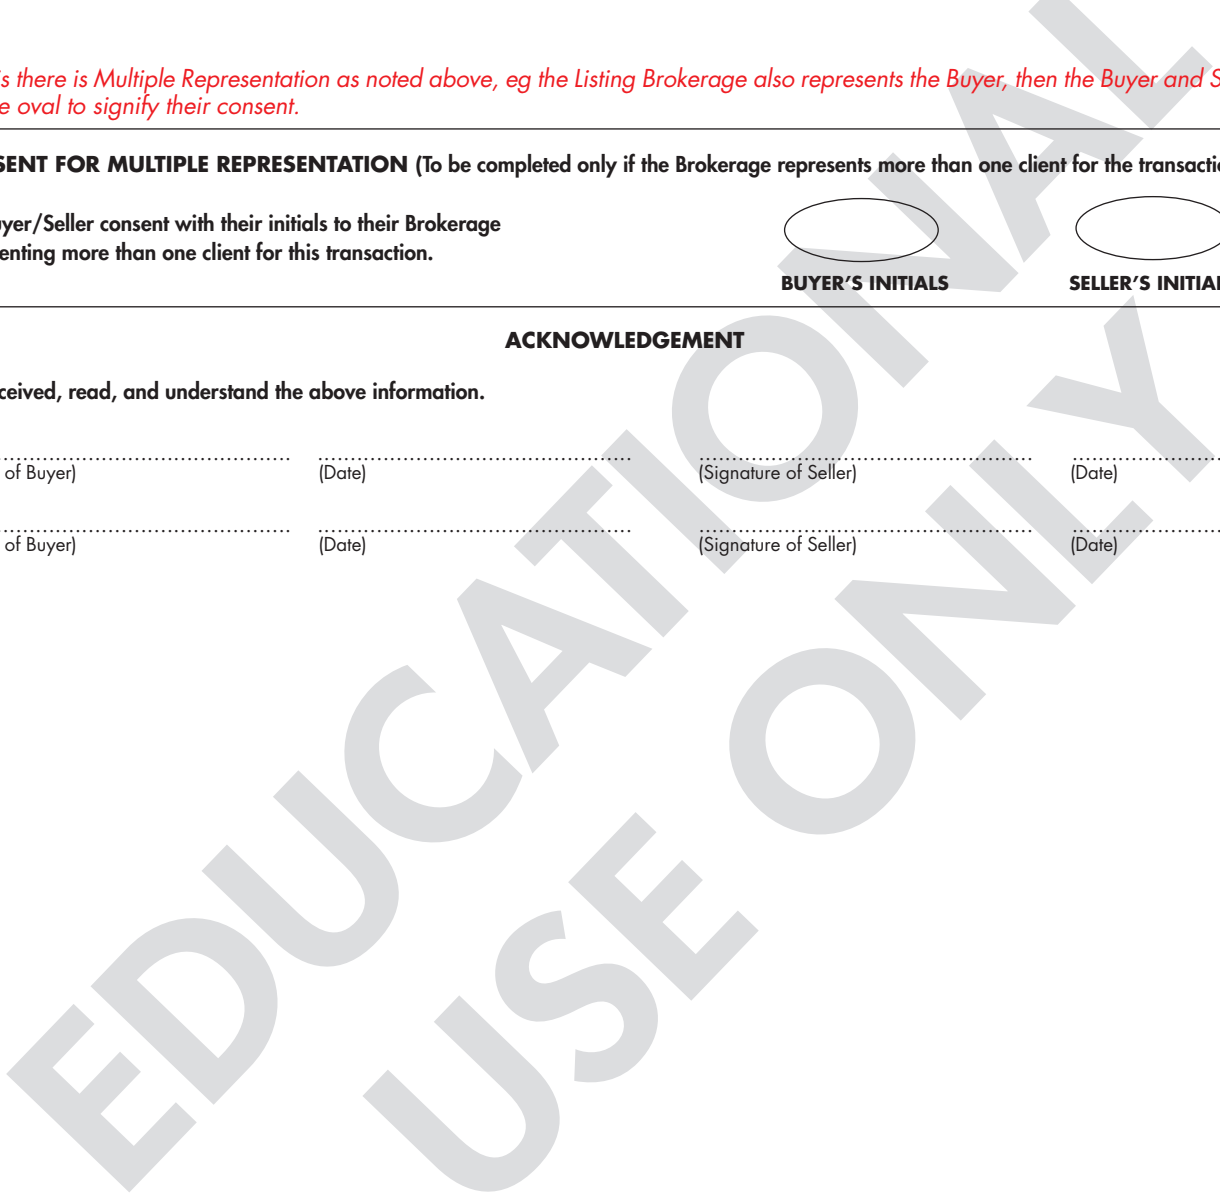 s there is Multiple Representation as noted above, eg the Listing Brokerage also represents the Buyer, then the Buyer and S
e oval to signify their consent.
SENT FOR MULTIPLE REPRESENTATION (To be completed only if the Brokerage represents more than one client for the transactio
uyer/Seller consent with their initials to their Brokerage
enting more than one client for this transaction.
BUYER'S INITIALS SELLER'S INITIAL
ACKNOWLEDGEMENT
ceived, read, and understand the above information.
of Buyer) (Date) (Signature of Seller) (Date)
of Buyer) (Date) (Signature of Seller) (Date)
EDUCATIONAL
USE ONLY